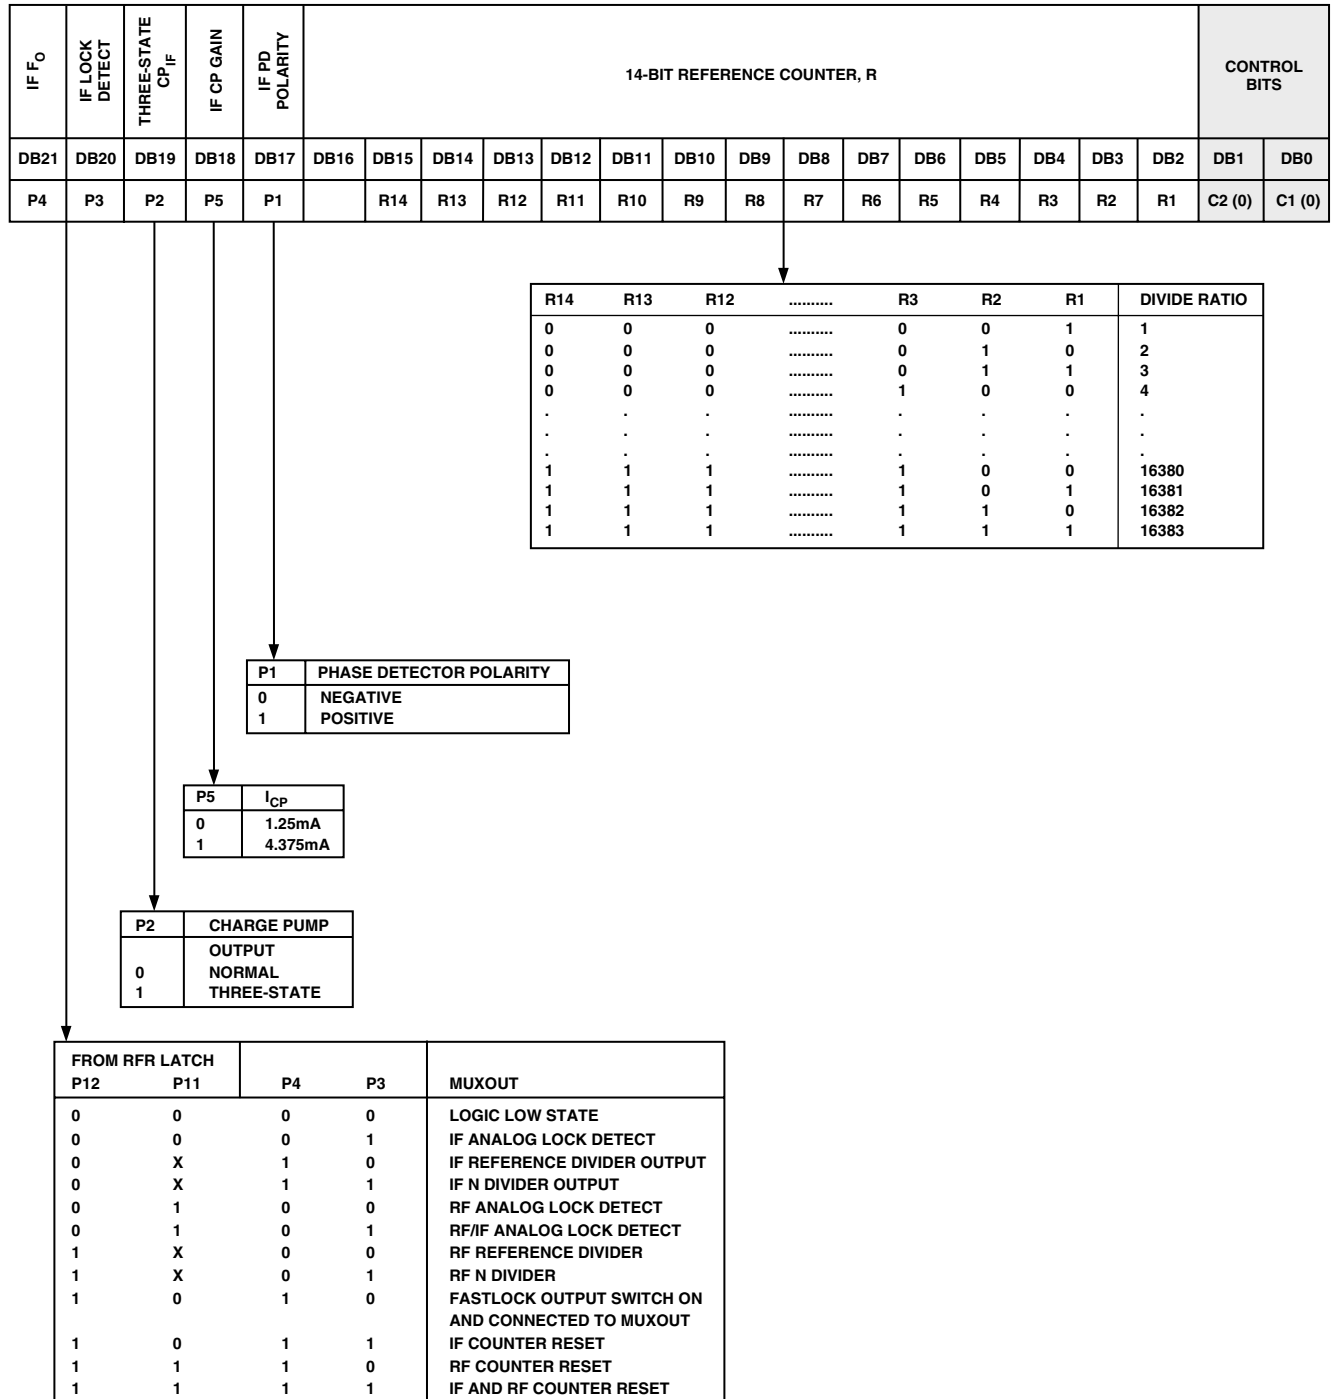 IF FO
IF LOCK DETECT
THREE-STATE CPIF
IF CP GAIN
IF PD POLARITY
14-BIT REFERENCE COUNTER, R
CONTROL BITS
DB21 DB20 DB19 DB18 DB17 DB16 DB15 DB14 DB13 DB12 DB11 DB10 DB9 DB8 DB7 DB6 DB5 DB4 DB3 DB2 DB1 DB0
P4 P3 P2 P5 P1 R14 R13 R12 R11 R10 R9 R8 R7 R6 R5 R4 R3 R2 R1 C2 (0) C1 (0)
R14 R13 R12 .......... R3 R2 R1 DIVIDE RATIO
0 0 0 .......... 0 0 1 1
0 0 0 .......... 0 1 0 2
0 0 0 .......... 0 1 1 3
0 0 0 .......... 1 0 0 4
. . . .......... . . . .
. . . .......... . . . .
. . . .......... . . . .
1 1 1 .......... 1 0 0 16380
1 1 1 .......... 1 0 1 16381
1 1 1 .......... 1 1 0 16382
1 1 1 .......... 1 1 1 16383
P1 PHASE DETECTOR POLARITY
0 NEGATIVE
1 POSITIVE
P5 ICP
0 1.25mA
1 4.375mA
P2 CHARGE PUMP
OUTPUT
0 NORMAL
1 THREE-STATE
FROM RFR LATCH
P12 P11 P4 P3 MUXOUT
0 0 0 0 LOGIC LOW STATE
0 0 0 1 IF ANALOG LOCK DETECT
0 X 1 0 IF REFERENCE DIVIDER OUTPUT
0 X 1 1 IF N DIVIDER OUTPUT
0 1 0 0 RF ANALOG LOCK DETECT
0 1 0 1 RF/IF ANALOG LOCK DETECT
1 X 0 0 RF REFERENCE DIVIDER
1 X 0 1 RF N DIVIDER
1 0 1 0 FASTLOCK OUTPUT SWITCH ON
AND CONNECTED TO MUXOUT
1 0 1 1 IF COUNTER RESET
1 1 1 0 RF COUNTER RESET
1 1 1 1 IF AND RF COUNTER RESET